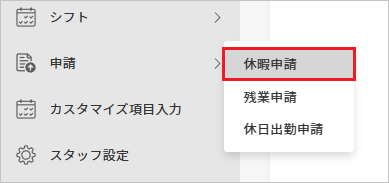 シフト
申請
カスタマイズ項目入力
スタッフ設定
休暇申請
残業申請
休日出勤申請